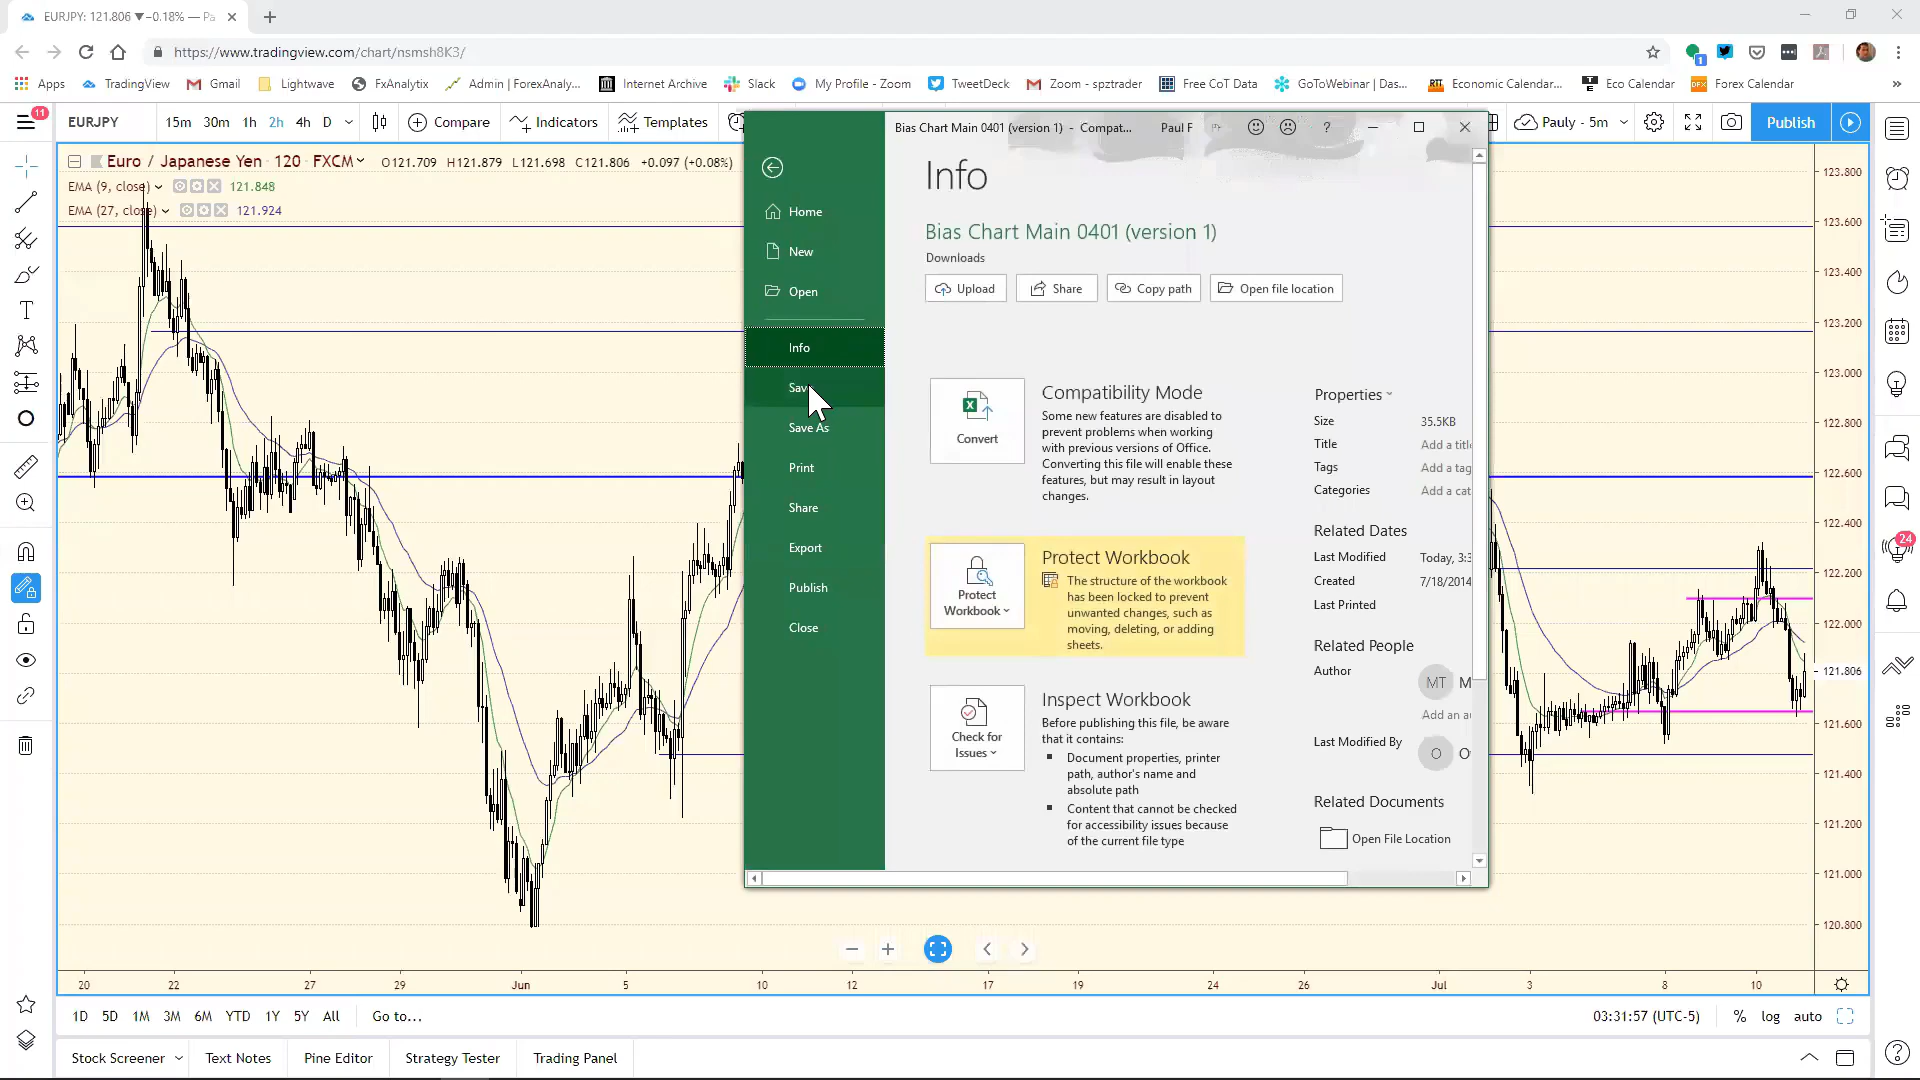 EURJPY: 121.806 ▼−0.18% — Pa
https://www.tradingview.com/chart/nsmsh8K3/
Apps TradingView Gmail Lightwave FxAnalytix Admin | ForexAnaly... Internet Archive Slack My Profile - Zoom TweetDeck Zoom - spztrader Free CoT Data GoToWebinar | Das... Economic Calendar... Eco Calendar Forex Calendar »
11 EURJPY 15m 30m 1h 2h 4h D Compare Indicators Templates
Pauly - 5m Publish
Euro / Japanese Yen · 120 · FXCM O121.709 H121.879 L121.698 C121.806 +0.097 (+0.08%)
EMA (9, close) 121.848
EMA (27, close) 121.924
Bias Chart Main 0401 (version 1) - Compat... Paul F ?
Home
New
Open
Info
Save
Save As
Print
Share
Export
Publish
Close
Info
Bias Chart Main 0401 (version 1)
Downloads
Upload Share Copy path Open file location
Convert
Compatibility Mode
Some new features are disabled to
prevent problems when working
with previous versions of Office.
Converting this file will enable these
features, but may result in layout
changes.
Protect
Workbook
Protect Workbook
The structure of the workbook
has been locked to prevent
unwanted changes, such as
moving, deleting, or adding
sheets.
Check for
Issues
Inspect Workbook
Before publishing this file, be aware
that it contains:
Document properties, printer
path, author's name and
absolute path
Content that cannot be checked
for accessibility issues because
of the current file type
Properties
Size 35.5KB
Title Add a titl
Tags Add a tag
Categories Add a cat
Related Dates
Last Modified Today, 3:3
Created 7/18/2014
Last Printed
Related People
Author
MT M
Add an au
Last Modified By
O O
Related Documents
Open File Location
123.800
123.600
123.400
123.200
123.000
122.800
122.600
122.400
122.200
122.000
121.806
121.600
121.400
121.200
121.000
120.800
24
20 22 27 29 Jun 5 10 12 17 19 24 26 Jul 3 8 10
1D 5D 1M 3M 6M YTD 1Y 5Y All Go to... 03:31:57 (UTC-5) % log auto
Stock Screener Text Notes Pine Editor Strategy Tester Trading Panel